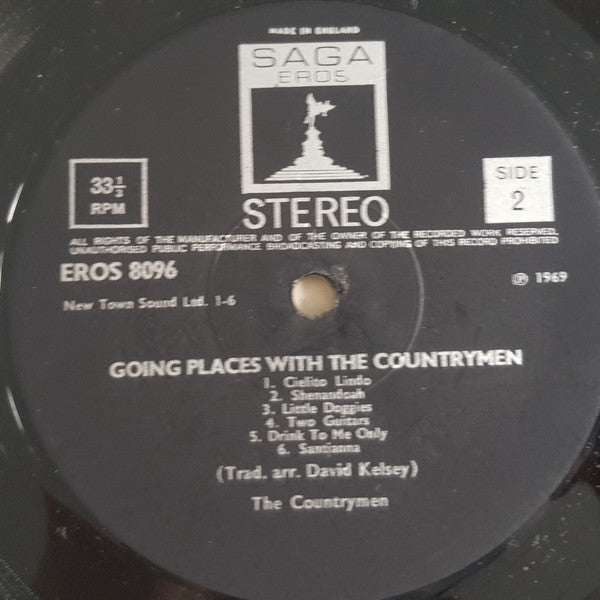 MADE IN ENGLAND
SAGA
EROS
33 1/3
RPM
SIDE
2
STEREO
ALL RIGHTS OF THE MANUFACTURER AND OF THE OWNER OF THE RECORDED WORK RESERVED.
UNAUTHORISED PUBLIC PERFORMANCE BROADCASTING AND COPYING OF THIS RECORD PROHIBITED
EROS 8096
℗ 1969
New Town Sound Ltd. 1-6
GOING PLACES WITH THE COUNTRYMEN
1. Cielito Lindo
2. Shenandoah
3. Little Doggies
4. Two Guitars
5. Drink To Me Only
6. Santianna
(Trad. arr. David Kelsey)
The Countrymen